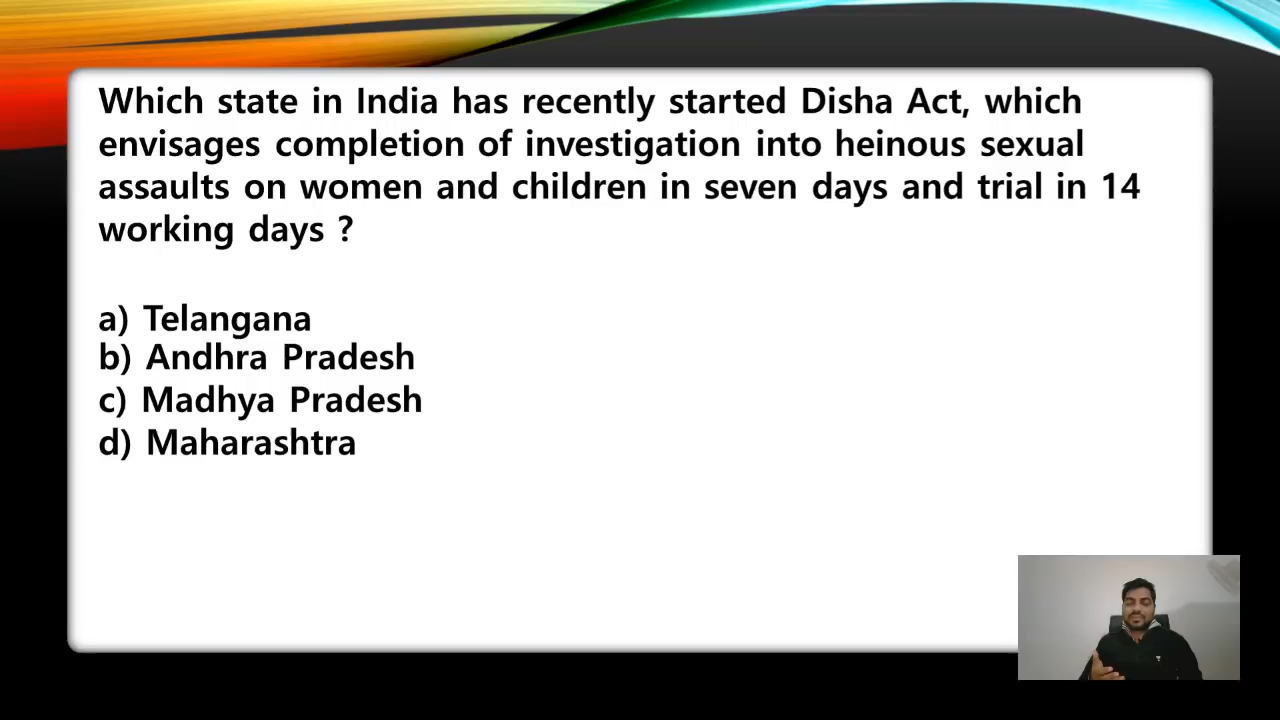 Which state in India has recently started Disha Act, which
envisages completion of investigation into heinous sexual
assaults on women and children in seven days and trial in 14
working days ?
a) Telangana
b) Andhra Pradesh
c) Madhya Pradesh
d) Maharashtra